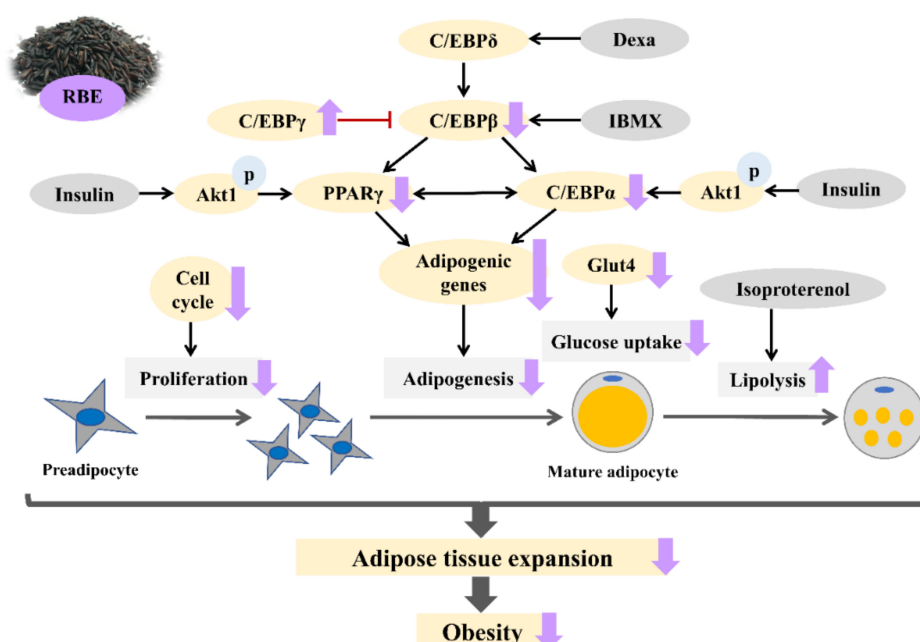 C/EBPδ
Dexa
RBE
C/EBPγ
C/EBPβ
IBMX
p
p
Insulin
Akt1
PPARγ
C/EBPα
Akt1
Insulin
Adipogenic
genes
Cell
cycle
Glut4
Isoproterenol
Glucose uptake
Proliferation
Adipogenesis
Lipolysis
Preadipocyte
Mature adipocyte
Adipose tissue expansion
Obesity